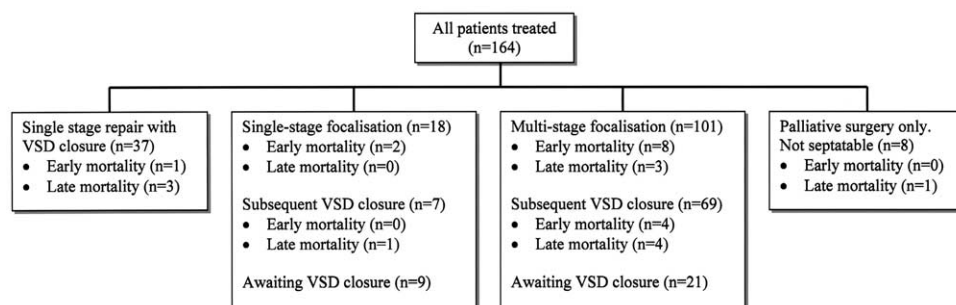 All patients treated
(n=164)
Single stage repair with
VSD closure (n=37)
• Early mortality (n=1)
• Late mortality (n=3)
Single-stage focalisation (n=18)
• Early mortality (n=2)
• Late mortality (n=0)
Subsequent VSD closure (n=7)
• Early mortality (n=0)
• Late mortality (n=1)
Awaiting VSD closure (n=9)
Multi-stage focalisation (n=101)
• Early mortality (n=8)
• Late mortality (n=3)
Subsequent VSD closure (n=69)
• Early mortality (n=4)
• Late mortality (n=4)
Awaiting VSD closure (n=21)
Palliative surgery only.
Not septatable (n=8)
• Early mortality (n=0)
• Late mortality (n=1)